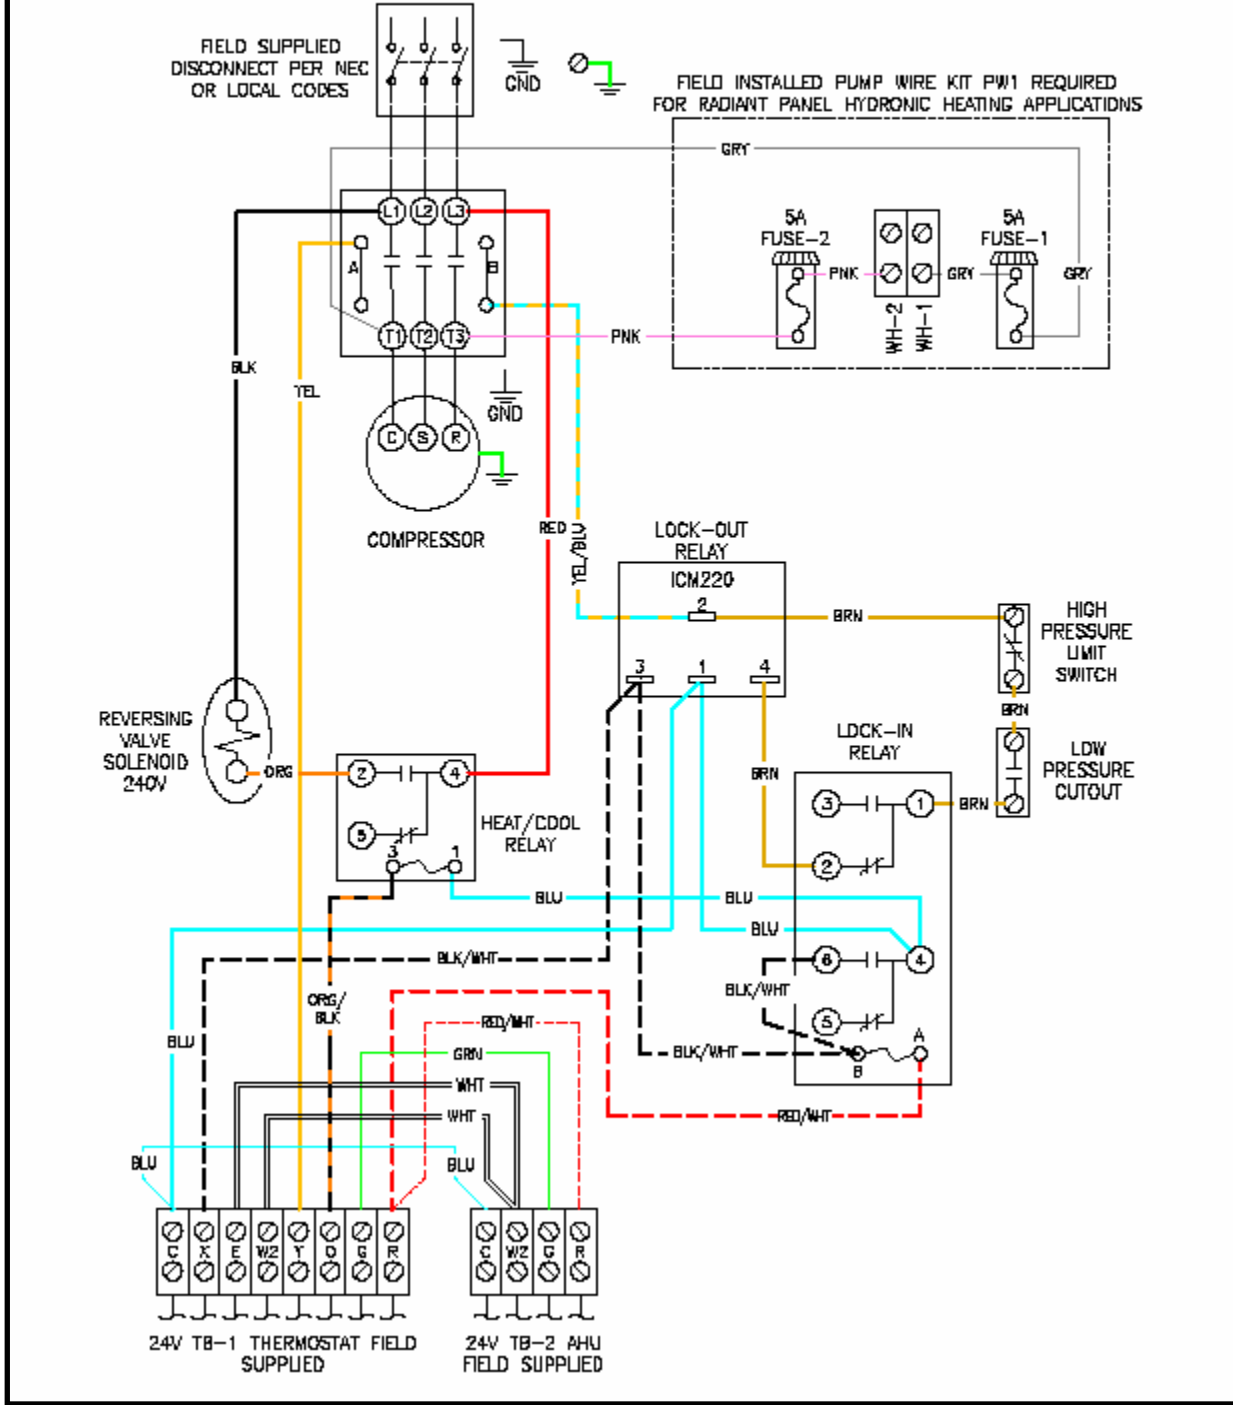 FIELD SUPPLIED
DISCONNECT PER NEC
OR LOCAL CODES
GND
FIELD INSTALLED PUMP WIRE KIT PW1 REQUIRED
FOR RADIANT PANEL HYDRONIC HEATING APPLICATIONS
GRY
L1 L2 L3
5A
FUSE-2
5A
FUSE-1
A
B
PNK
GRY
GRY
WH-2
WH-1
T1 T2 T3
PNK
BLK
YEL
GND
C S R
COMPRESSOR
RED
YEL/BLU
LOCK-OUT
RELAY
ICM220
2
BRN
3
1
4
HIGH
PRESSURE
LIMIT
SWITCH
BRN
REVERSING
VALVE
SOLENOID
240V
ORG
2
4
5
3
1
HEAT/COOL
RELAY
BRN
LOCK-IN
RELAY
LOW
PRESSURE
CUTOUT
3
1
BRN
2
BLU
BLU
BLU
BLK/WHT
6
4
BLK/WHT
5
A
B
BLK/WHT
ORG/
BLK
RED/WHT
BLU
GRN
WHT
WHT
RED/WHT
BLU
BLU
C X E W2 Y O G R
C W2 G R
24V TB-1 THERMOSTAT FIELD
SUPPLIED
24V TB-2 AHU
FIELD SUPPLIED